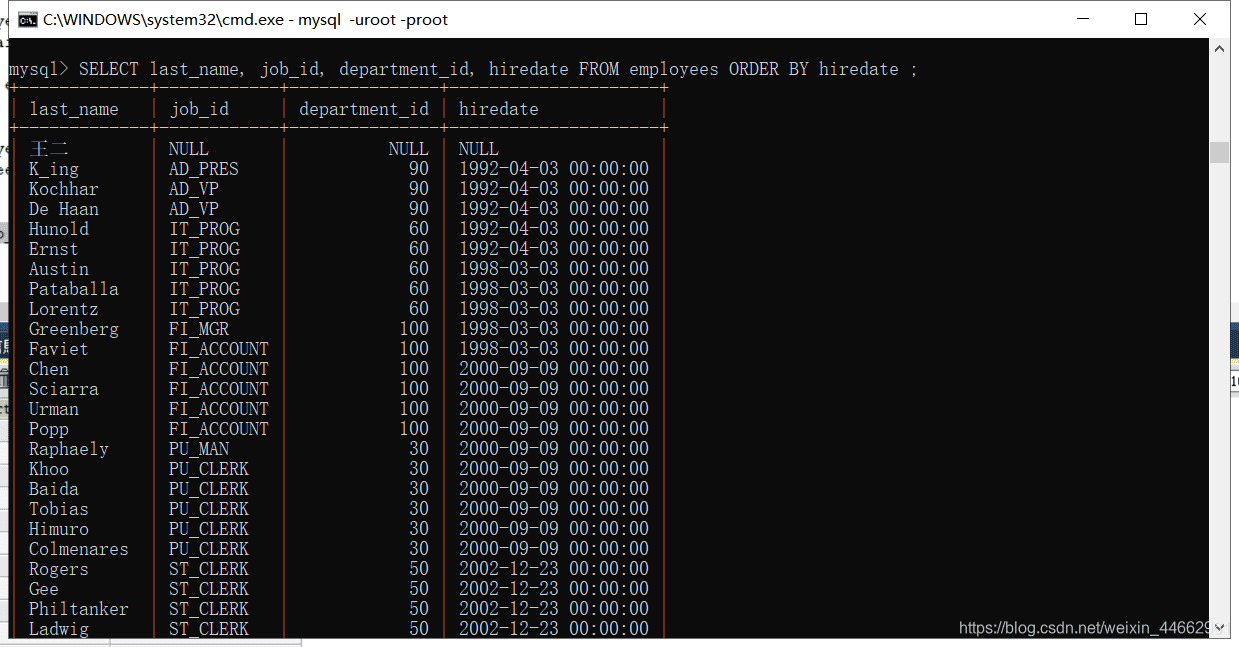 C:\WINDOWS\system32\cmd.exe - mysql -uroot -proot
mysql> SELECT last_name, job_id, department_id, hiredate FROM employees ORDER BY hiredate ;
last_name | job_id | department_id | hiredate
王二 | NULL | NULL | NULL
K_ing | AD_PRES | 90 | 1992-04-03 00:00:00
Kochhar | AD_VP | 90 | 1992-04-03 00:00:00
De Haan | AD_VP | 90 | 1992-04-03 00:00:00
Hunold | IT_PROG | 60 | 1992-04-03 00:00:00
Ernst | IT_PROG | 60 | 1992-04-03 00:00:00
Austin | IT_PROG | 60 | 1998-03-03 00:00:00
Pataballa | IT_PROG | 60 | 1998-03-03 00:00:00
Lorentz | IT_PROG | 60 | 1998-03-03 00:00:00
Greenberg | FI_MGR | 100 | 1998-03-03 00:00:00
Faviet | FI_ACCOUNT | 100 | 1998-03-03 00:00:00
Chen | FI_ACCOUNT | 100 | 2000-09-09 00:00:00
Sciarra | FI_ACCOUNT | 100 | 2000-09-09 00:00:00
Urman | FI_ACCOUNT | 100 | 2000-09-09 00:00:00
Popp | FI_ACCOUNT | 100 | 2000-09-09 00:00:00
Raphaely | PU_MAN | 30 | 2000-09-09 00:00:00
Khoo | PU_CLERK | 30 | 2000-09-09 00:00:00
Baida | PU_CLERK | 30 | 2000-09-09 00:00:00
Tobias | PU_CLERK | 30 | 2000-09-09 00:00:00
Himuro | PU_CLERK | 30 | 2000-09-09 00:00:00
Colmenares | PU_CLERK | 30 | 2000-09-09 00:00:00
Rogers | ST_CLERK | 50 | 2002-12-23 00:00:00
Gee | ST_CLERK | 50 | 2002-12-23 00:00:00
Philtanker | ST_CLERK | 50 | 2002-12-23 00:00:00
Ladwig | ST_CLERK | 50 | 2002-12-23 00:00:00